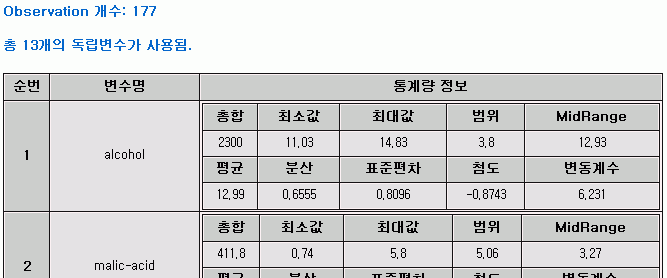 Observation 개수: 177
총 13개의 독립변수가 사용됨.
순번 변수명 통계량 정보
총합 최소값 최대값 범위 MidRange
2300 11.03 14.83 3.8 12.93
1 alcohol
평균 분산 표준편차 첨도 변동계수
12.99 0.6555 0.8096 -0.8743 6.231
총합 최소값 최대값 범위 MidRange
411.8 0.74 5.8 5.06 3.27
2 malic-acid
평균 분산 표준편차 첨도 변동계수